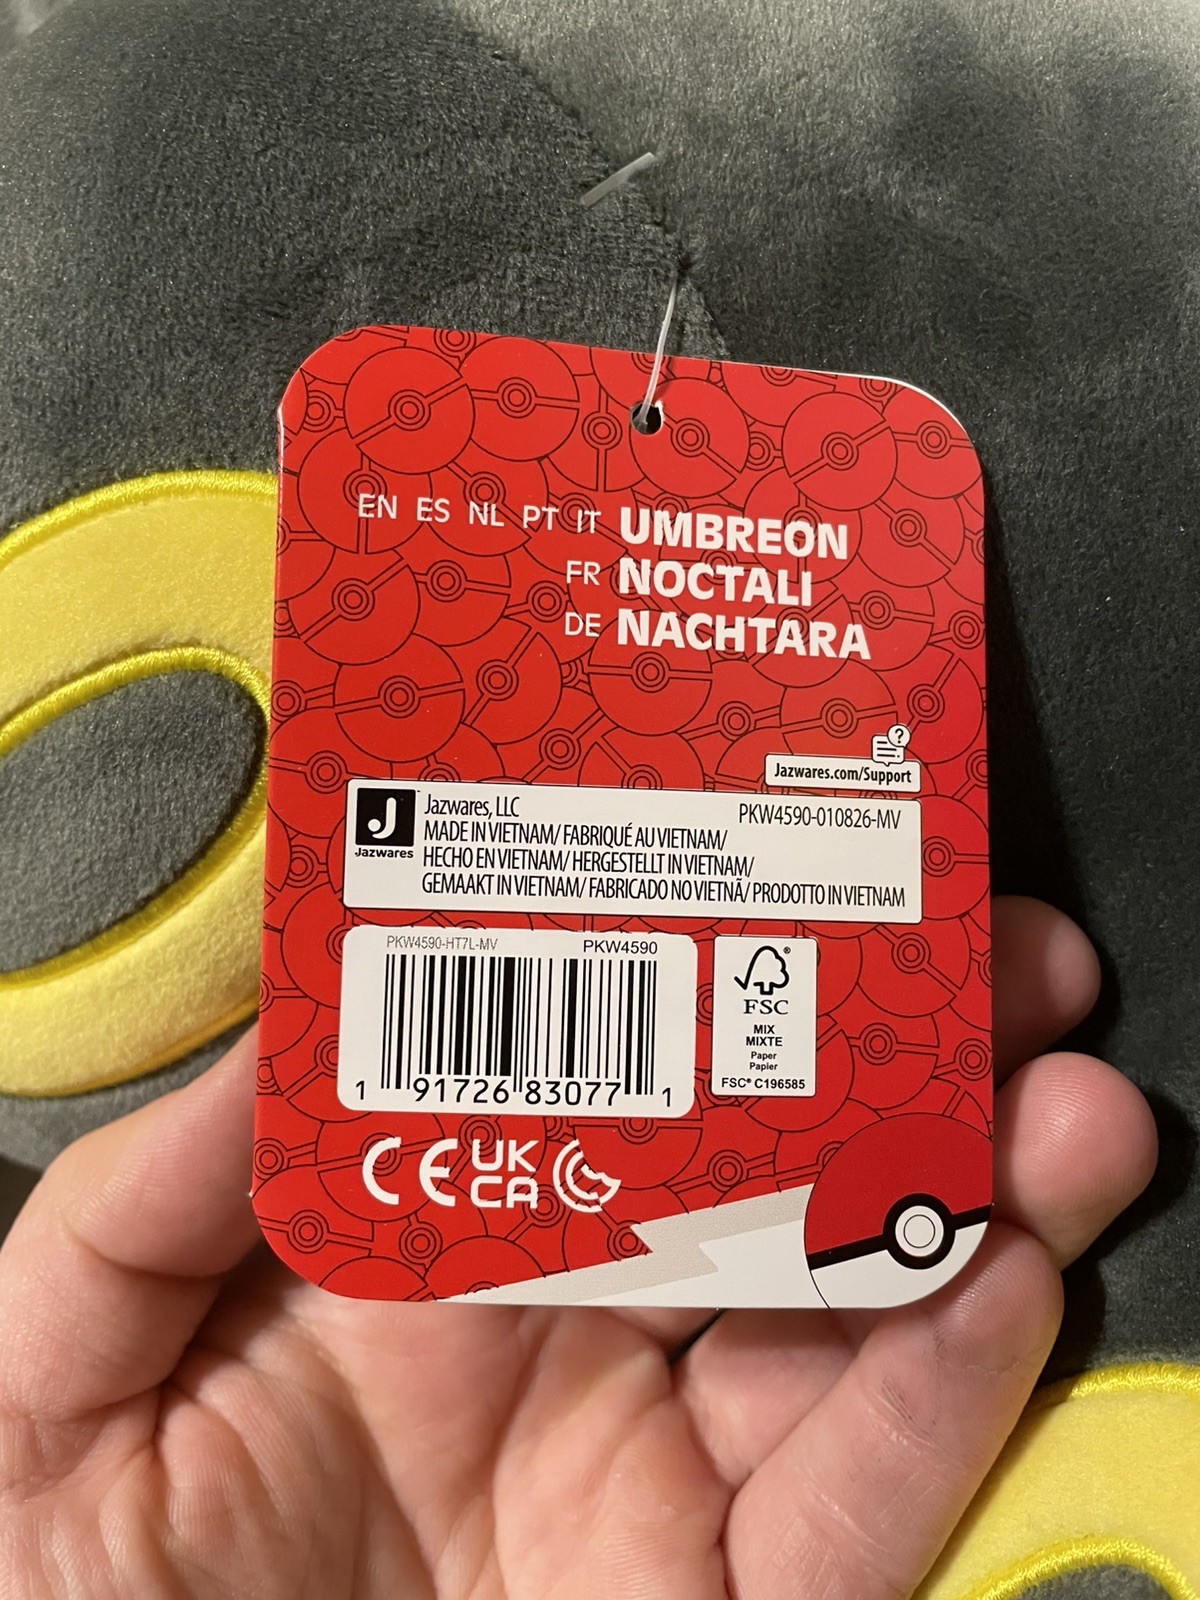 EN ES NL PT IT UMBREON
FR NOCTALI
DE NACHTARA
?
Jazwares.com/Support
J
Jazwares
Jazwares, LLC PKW4590-010826-MV
MADE IN VIETNAM/ FABRIQUÉ AU VIETNAM/
HECHO EN VIETNAM/ HERGESTELLT IN VIETNAM/
GEMAAKT IN VIETNAM/ FABRICADO NO VIETNÃ/ PRODOTTO IN VIETNAM
PKW4590-HT7L-MV PKW4590
1 91726 83077 1
®
FSC
MIX
MIXTE
Paper
Papier
FSC® C196585
CE UK
CA